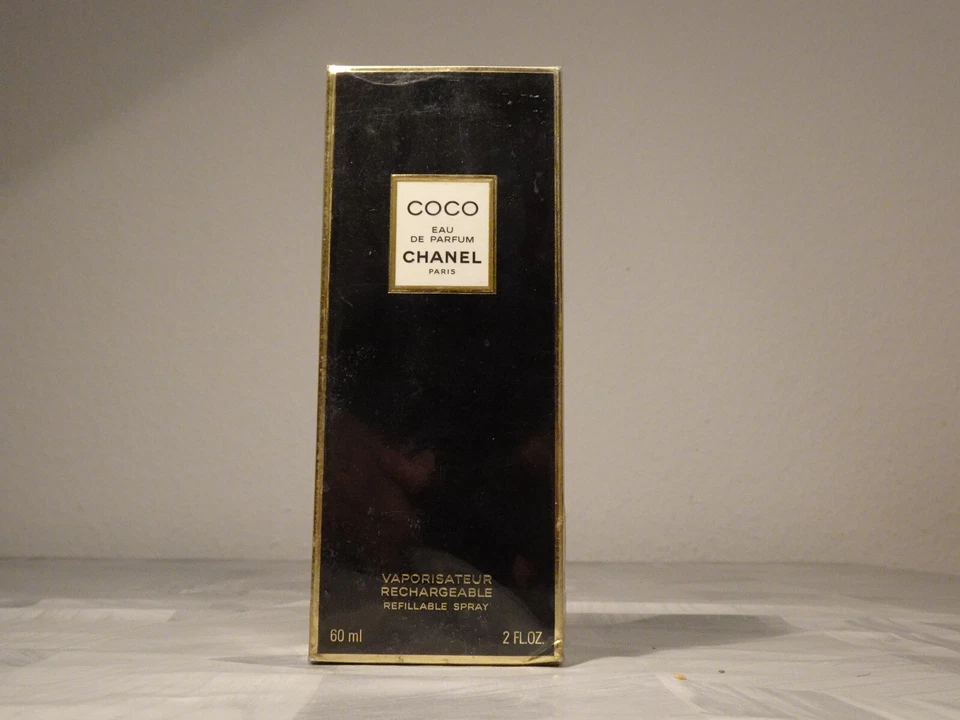 COCO
EAU
DE PARFUM
CHANEL
PARIS
VAPORISATEUR
RECHARGEABLE
REFILLABLE SPRAY
60 ml 2 FL.OZ.